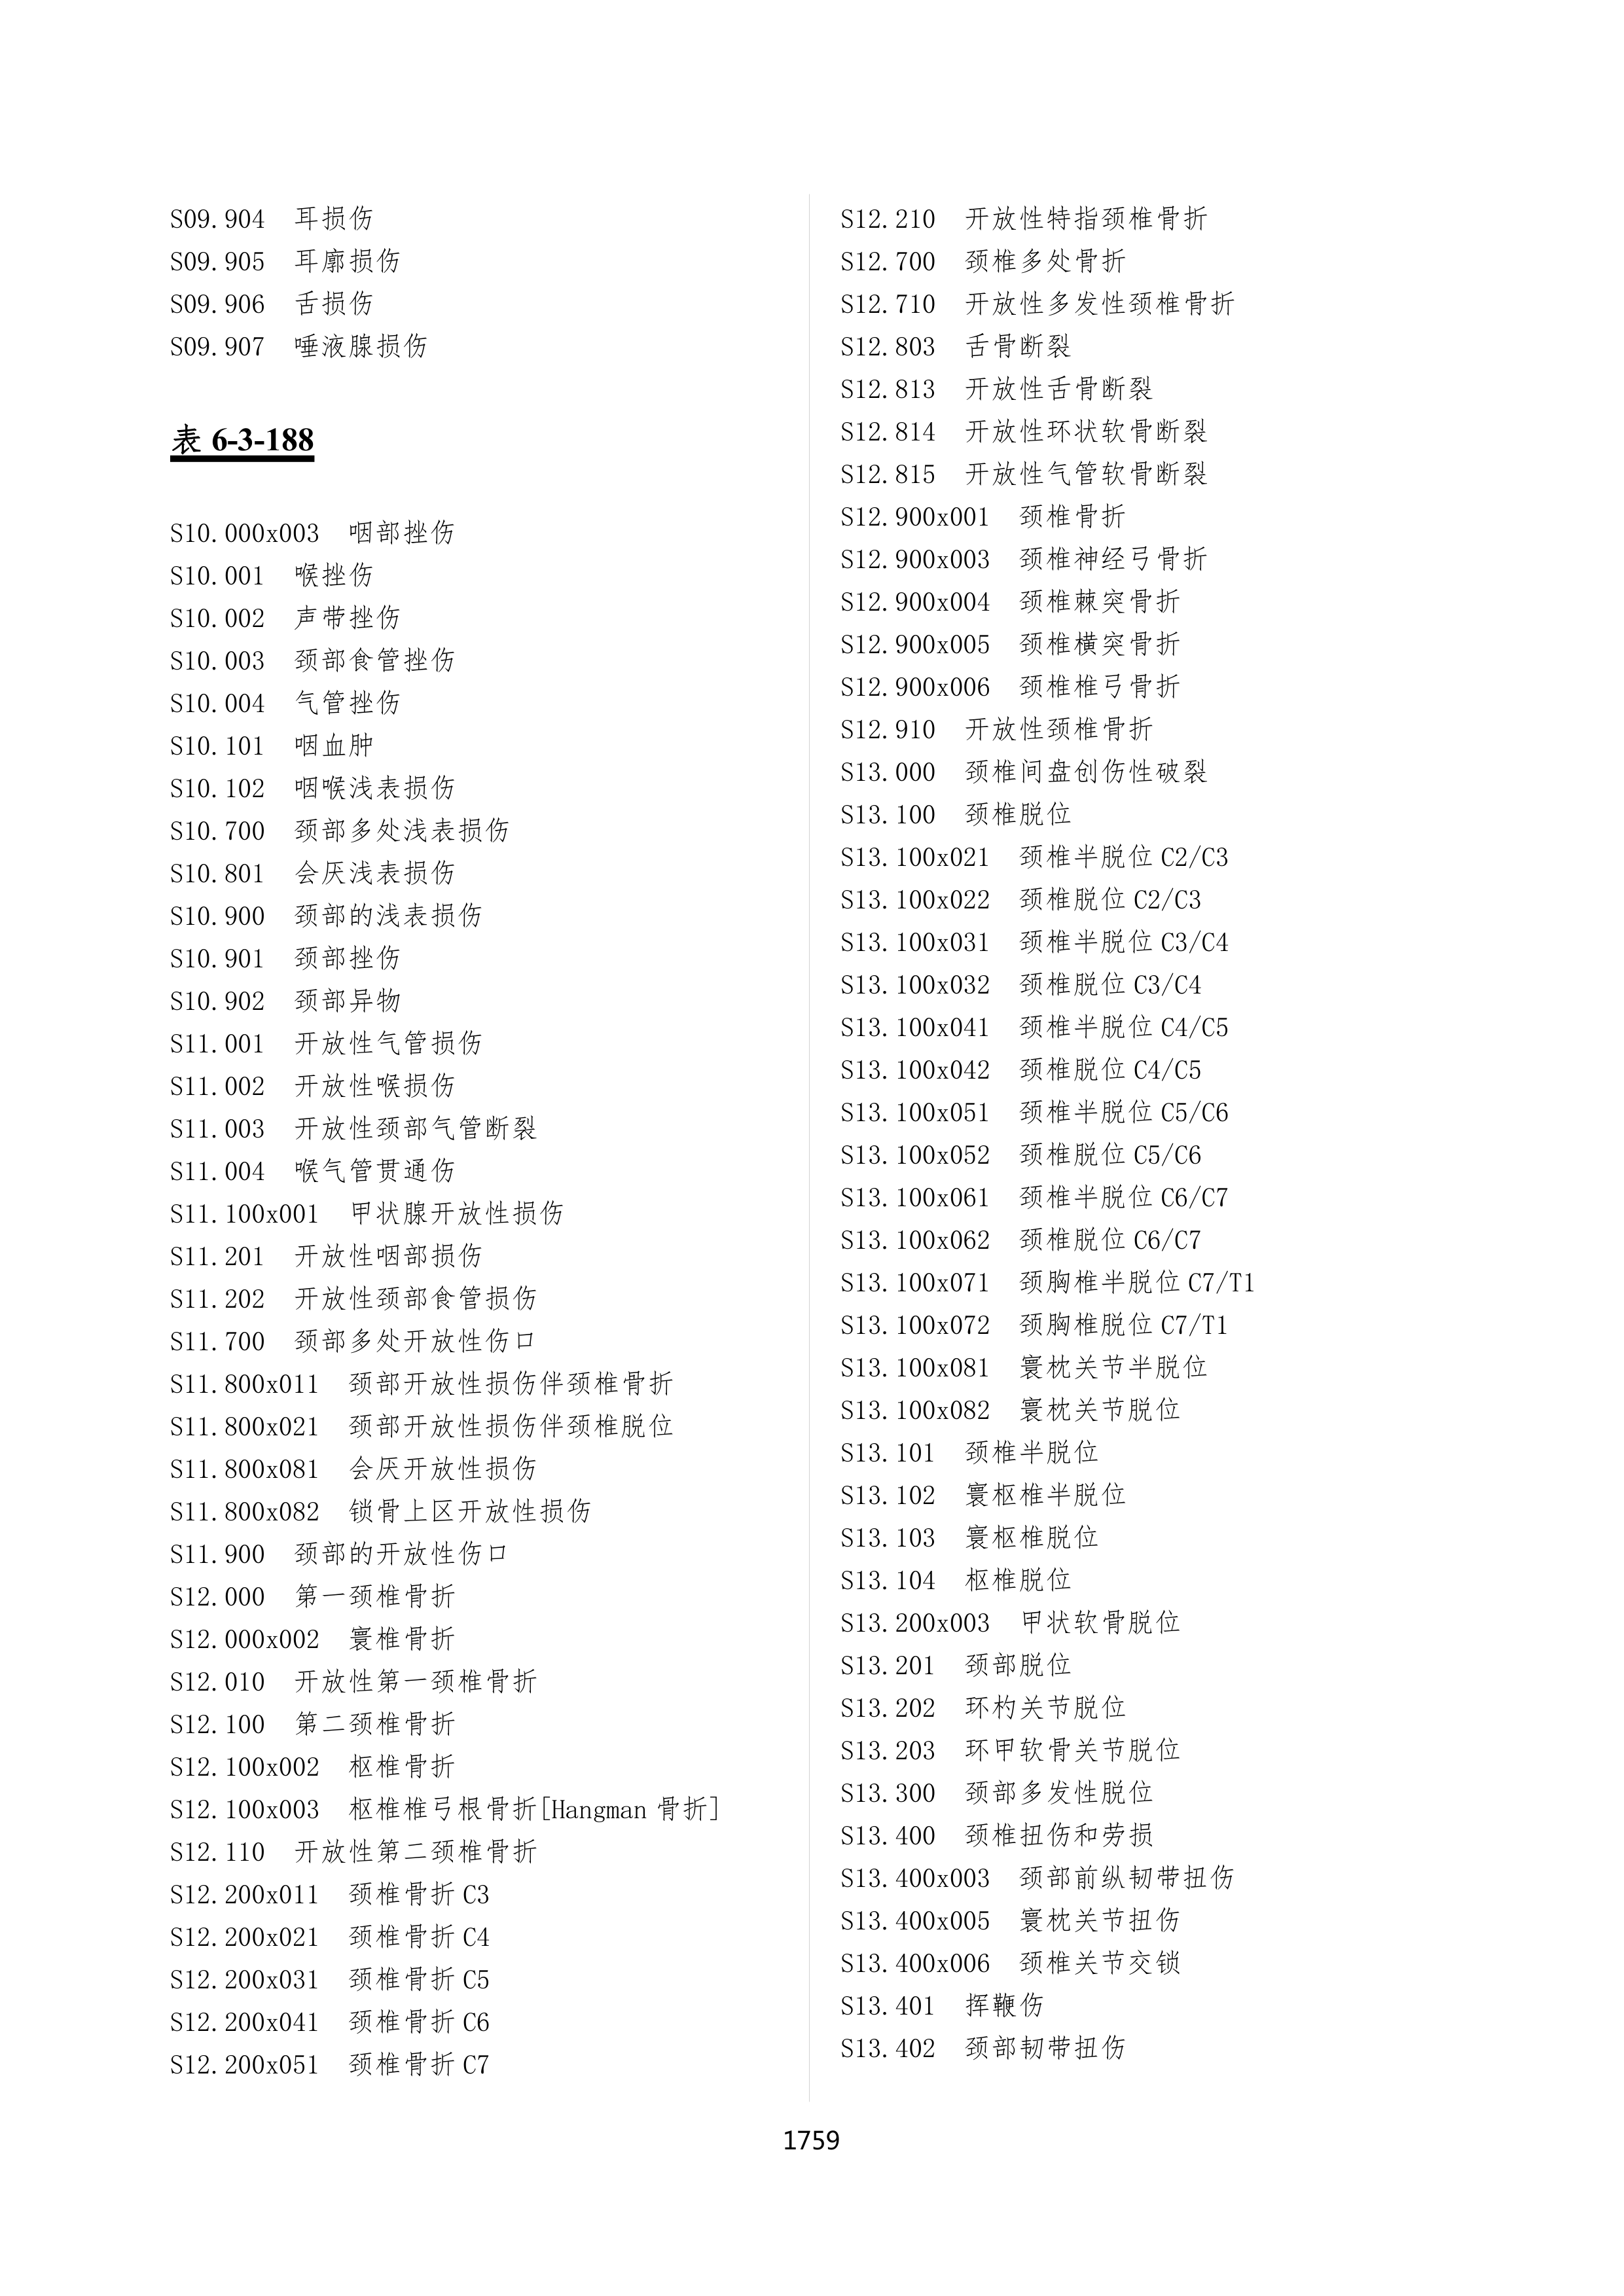 S09.904 耳损伤
S09.905 耳廓损伤
S09.906 舌损伤
S09.907 唾液腺损伤
表 6-3-188
S10.000x003 咽部挫伤
S10.001 喉挫伤
S10.002 声带挫伤
S10.003 颈部食管挫伤
S10.004 气管挫伤
S10.101 咽血肿
S10.102 咽喉浅表损伤
S10.700 颈部多处浅表损伤
S10.801 会厌浅表损伤
S10.900 颈部的浅表损伤
S10.901 颈部挫伤
S10.902 颈部异物
S11.001 开放性气管损伤
S11.002 开放性喉损伤
S11.003 开放性颈部气管断裂
S11.004 喉气管贯通伤
S11.100x001 甲状腺开放性损伤
S11.201 开放性咽部损伤
S11.202 开放性颈部食管损伤
S11.700 颈部多处开放性伤口
S11.800x011 颈部开放性损伤伴颈椎骨折
S11.800x021 颈部开放性损伤伴颈椎脱位
S11.800x081 会厌开放性损伤
S11.800x082 锁骨上区开放性损伤
S11.900 颈部的开放性伤口
S12.000 第一颈椎骨折
S12.000x002 寰椎骨折
S12.010 开放性第一颈椎骨折
S12.100 第二颈椎骨折
S12.100x002 枢椎骨折
S12.100x003 枢椎椎弓根骨折[Hangman 骨折]
S12.110 开放性第二颈椎骨折
S12.200x011 颈椎骨折 C3
S12.200x021 颈椎骨折 C4
S12.200x031 颈椎骨折 C5
S12.200x041 颈椎骨折 C6
S12.200x051 颈椎骨折 C7
S12.210 开放性特指颈椎骨折
S12.700 颈椎多处骨折
S12.710 开放性多发性颈椎骨折
S12.803 舌骨断裂
S12.813 开放性舌骨断裂
S12.814 开放性环状软骨断裂
S12.815 开放性气管软骨断裂
S12.900x001 颈椎骨折
S12.900x003 颈椎神经弓骨折
S12.900x004 颈椎棘突骨折
S12.900x005 颈椎横突骨折
S12.900x006 颈椎椎弓骨折
S12.910 开放性颈椎骨折
S13.000 颈椎间盘创伤性破裂
S13.100 颈椎脱位
S13.100x021 颈椎半脱位 C2/C3
S13.100x022 颈椎脱位 C2/C3
S13.100x031 颈椎半脱位 C3/C4
S13.100x032 颈椎脱位 C3/C4
S13.100x041 颈椎半脱位 C4/C5
S13.100x042 颈椎脱位 C4/C5
S13.100x051 颈椎半脱位 C5/C6
S13.100x052 颈椎脱位 C5/C6
S13.100x061 颈椎半脱位 C6/C7
S13.100x062 颈椎脱位 C6/C7
S13.100x071 颈胸椎半脱位 C7/T1
S13.100x072 颈胸椎脱位 C7/T1
S13.100x081 寰枕关节半脱位
S13.100x082 寰枕关节脱位
S13.101 颈椎半脱位
S13.102 寰枢椎半脱位
S13.103 寰枢椎脱位
S13.104 枢椎脱位
S13.200x003 甲状软骨脱位
S13.201 颈部脱位
S13.202 环杓关节脱位
S13.203 环甲软骨关节脱位
S13.300 颈部多发性脱位
S13.400 颈椎扭伤和劳损
S13.400x003 颈部前纵韧带扭伤
S13.400x005 寰枕关节扭伤
S13.400x006 颈椎关节交锁
S13.401 挥鞭伤
S13.402 颈部韧带扭伤
1759